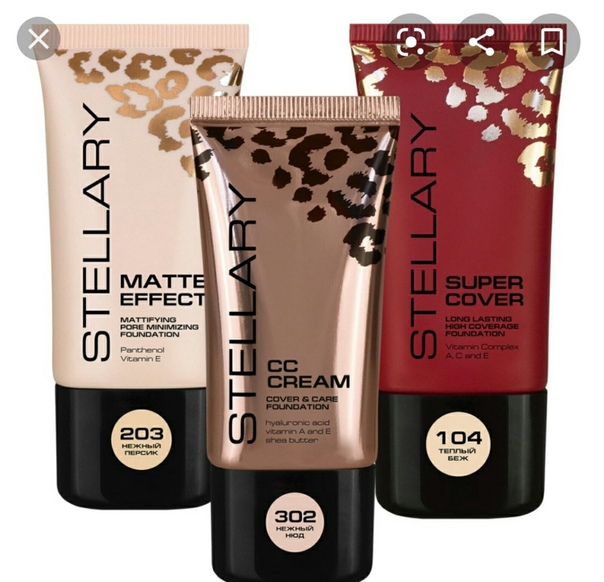 STELLARY
MATTE
EFFECT
MATTIFYING
PORE MINIMIZING
FOUNDATION
Panthenol
Vitamin E
203
НЕЖНЫЙ
ПЕРСИК
STELLARY
CC
CREAM
COVER & CARE
FOUNDATION
hyaluronic acid
vitamin A and E
shea butter
302
НЕЖНЫЙ
НЮД
STELLARY
SUPER
COVER
LONG LASTING
HIGH COVERAGE
FOUNDATION
Vitamin Complex
A, C and E
104
ТЕПЛЫЙ
БЕЖ